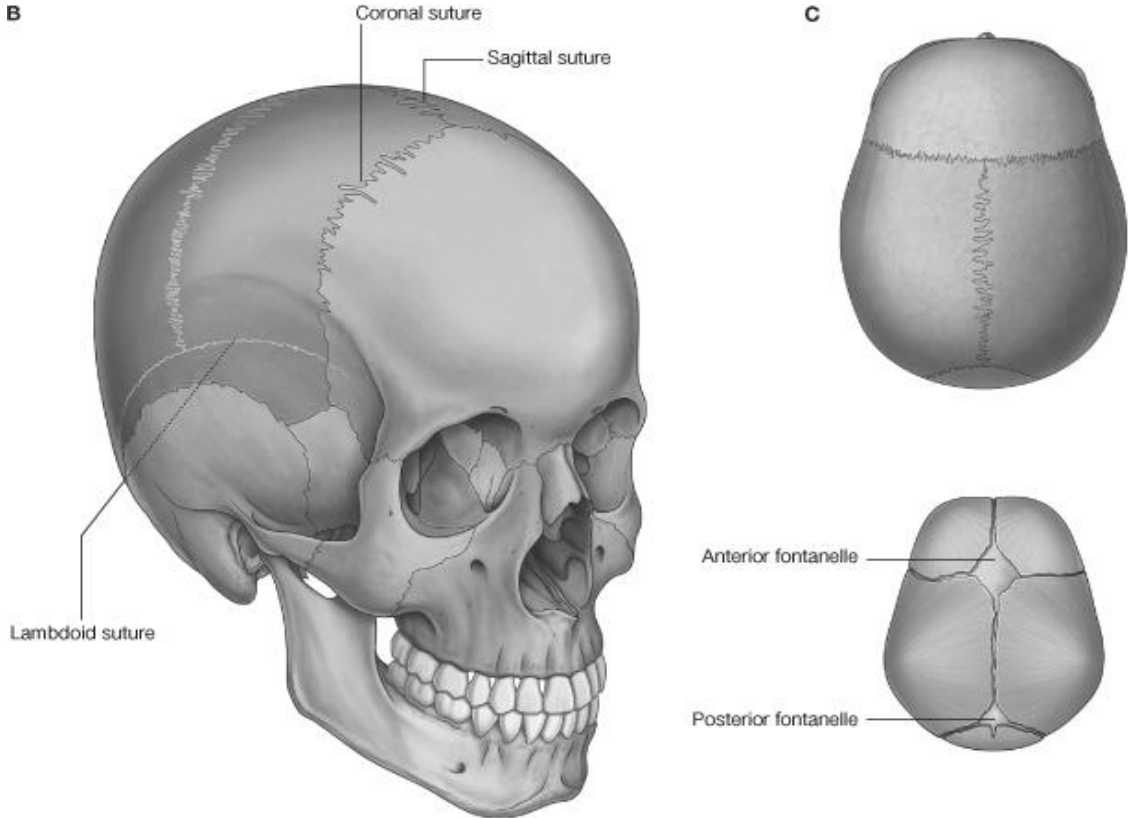 B
Coronal suture
Sagittal suture
Lambdoid suture
C
Anterior fontanelle
Posterior fontanelle